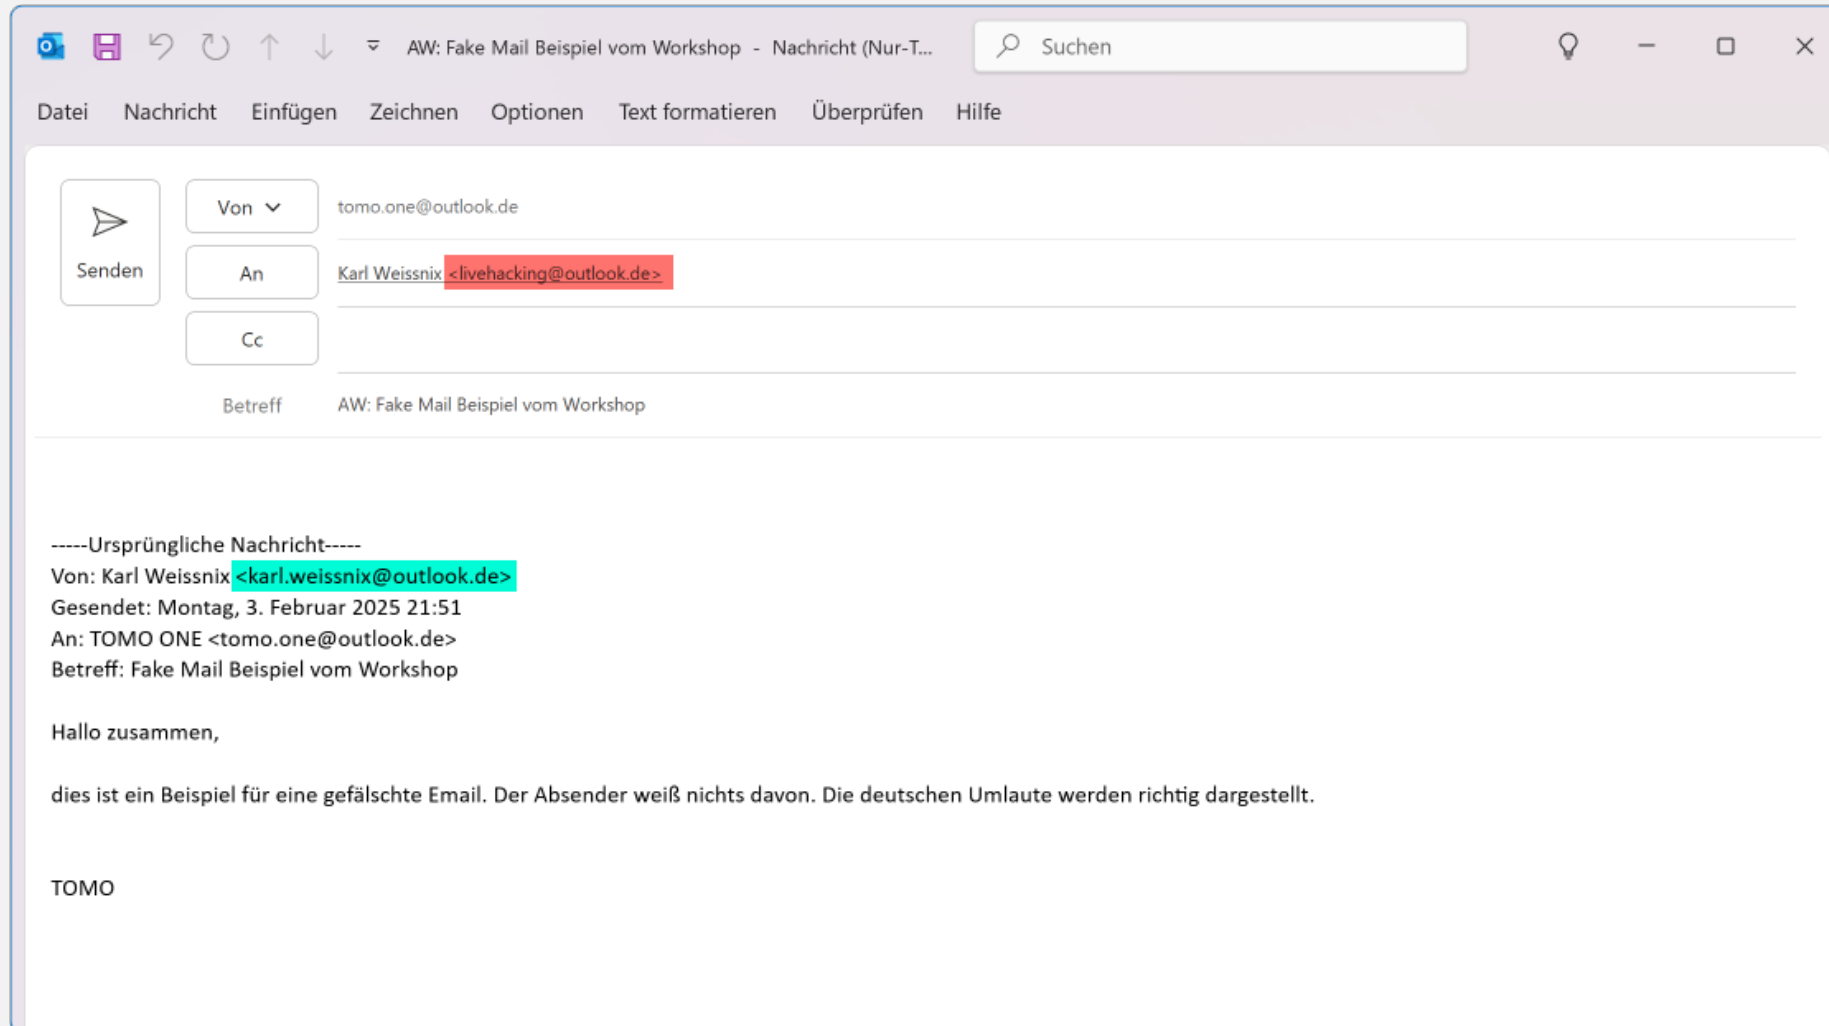 AW: Fake Mail Beispiel vom Workshop - Nachricht (Nur-T...
Suchen
Datei Nachricht Einfügen Zeichnen Optionen Text formatieren Überprüfen Hilfe
Senden
Von tomo.one@outlook.de
An Karl Weissnix <livehacking@outlook.de>
Cc
Betreff AW: Fake Mail Beispiel vom Workshop
-----Ursprüngliche Nachricht-----
Von: Karl Weissnix <karl.weissnix@outlook.de>
Gesendet: Montag, 3. Februar 2025 21:51
An: TOMO ONE <tomo.one@outlook.de>
Betreff: Fake Mail Beispiel vom Workshop
Hallo zusammen,
dies ist ein Beispiel für eine gefälschte Email. Der Absender weiß nichts davon. Die deutschen Umlaute werden richtig dargestellt.
TOMO